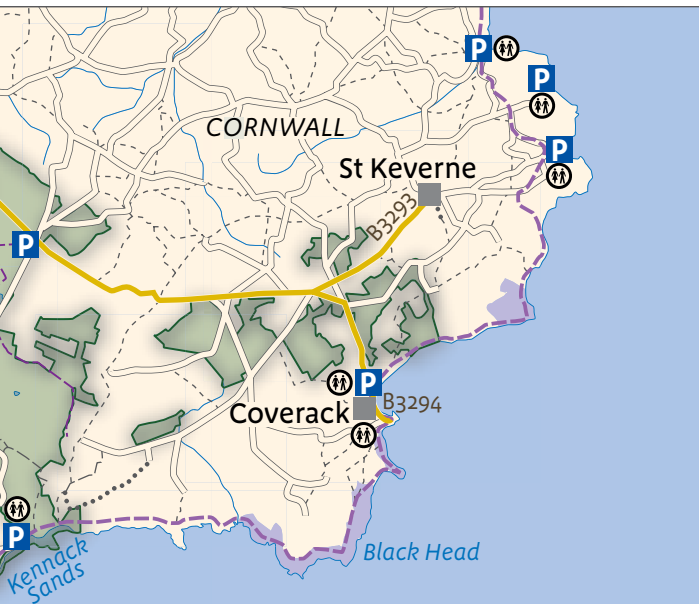 P
P
CORNWALL
P
St Keverne
B3293
P
P
B3294
Coverack
P
Black Head
Kennack
Sands